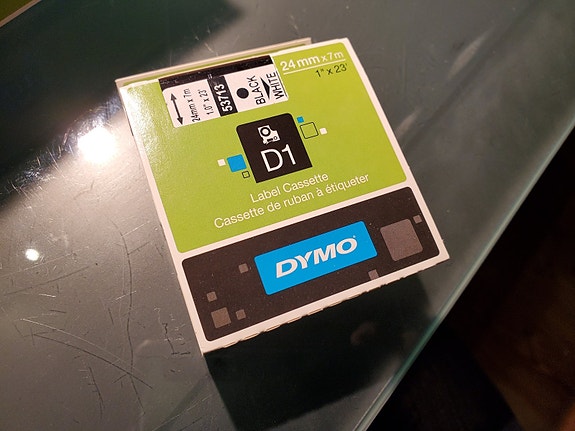 24mm x 7m
1" x 23'
24mm x 7m
1,0" x 23'
53713
BLACK
WHITE
D1
Label Cassette
Cassette de ruban à étiqueter
DYMO